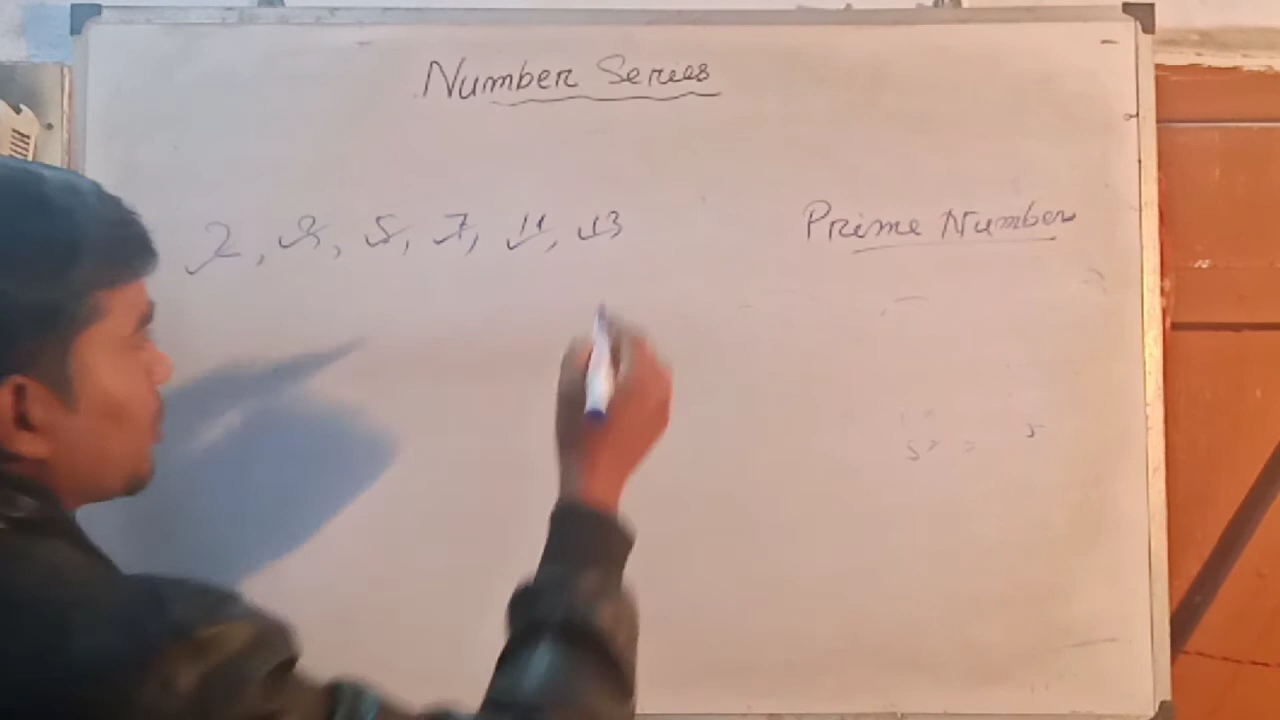 Number Series
2, 3, 5, 7, 11, 13
Prime Number